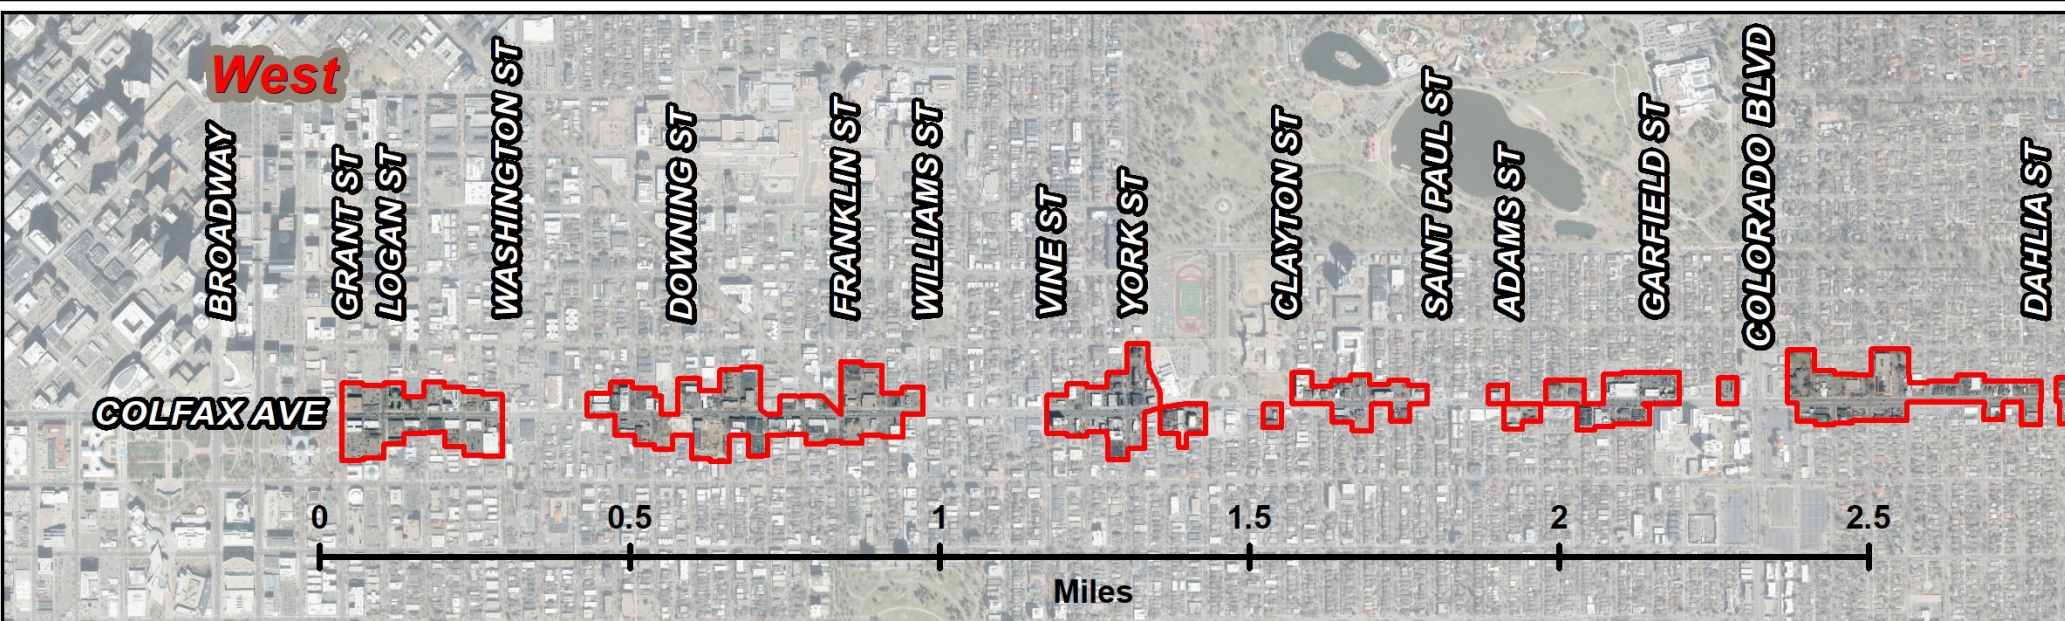 West
BROADWAY
GRANT ST
LOGAN ST
WASHINGTON ST
DOWNING ST
FRANKLIN ST
WILLIAMS ST
VINE ST
YORK ST
CLAYTON ST
SAINT PAUL ST
ADAMS ST
GARFIELD ST
COLORADO BLVD
DAHLIA ST
COLFAX AVE
0 0.5 1 1.5 2 2.5
Miles